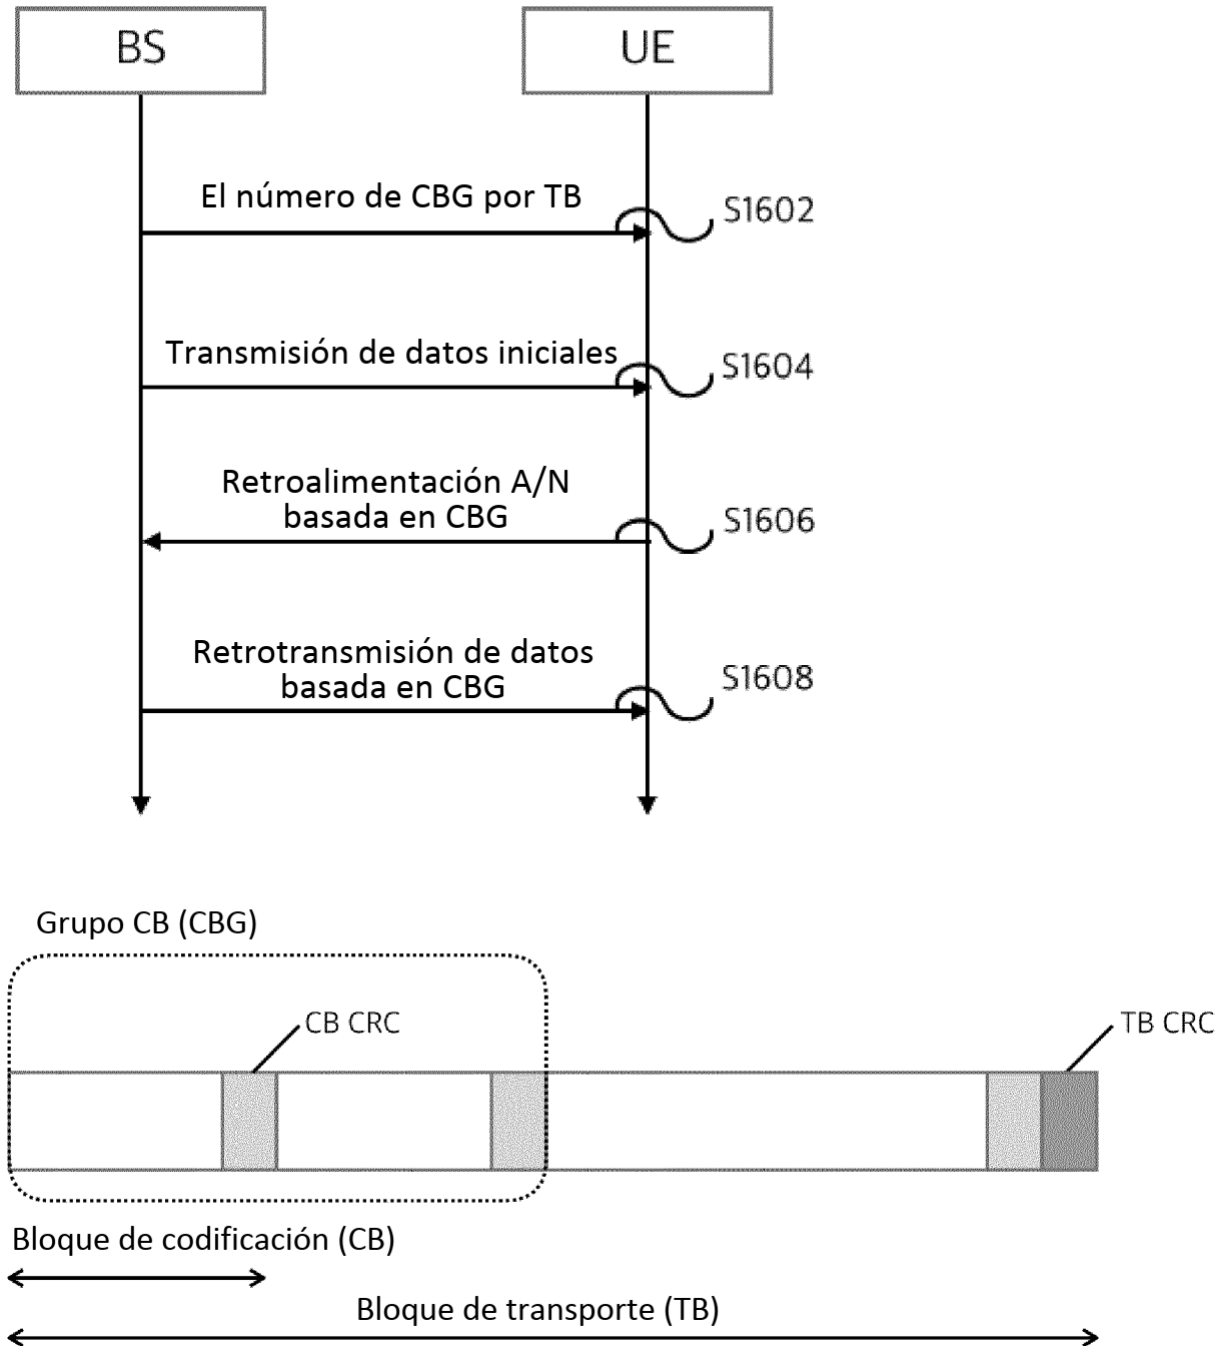 BS
UE
El número de CBG por TB
S1602
Transmisión de datos iniciales
S1604
Retroalimentación A/N
basada en CBG
S1606
Retrotransmisión de datos
basada en CBG
S1608
Grupo CB (CBG)
CB CRC
TB CRC
Bloque de codificación (CB)
Bloque de transporte (TB)